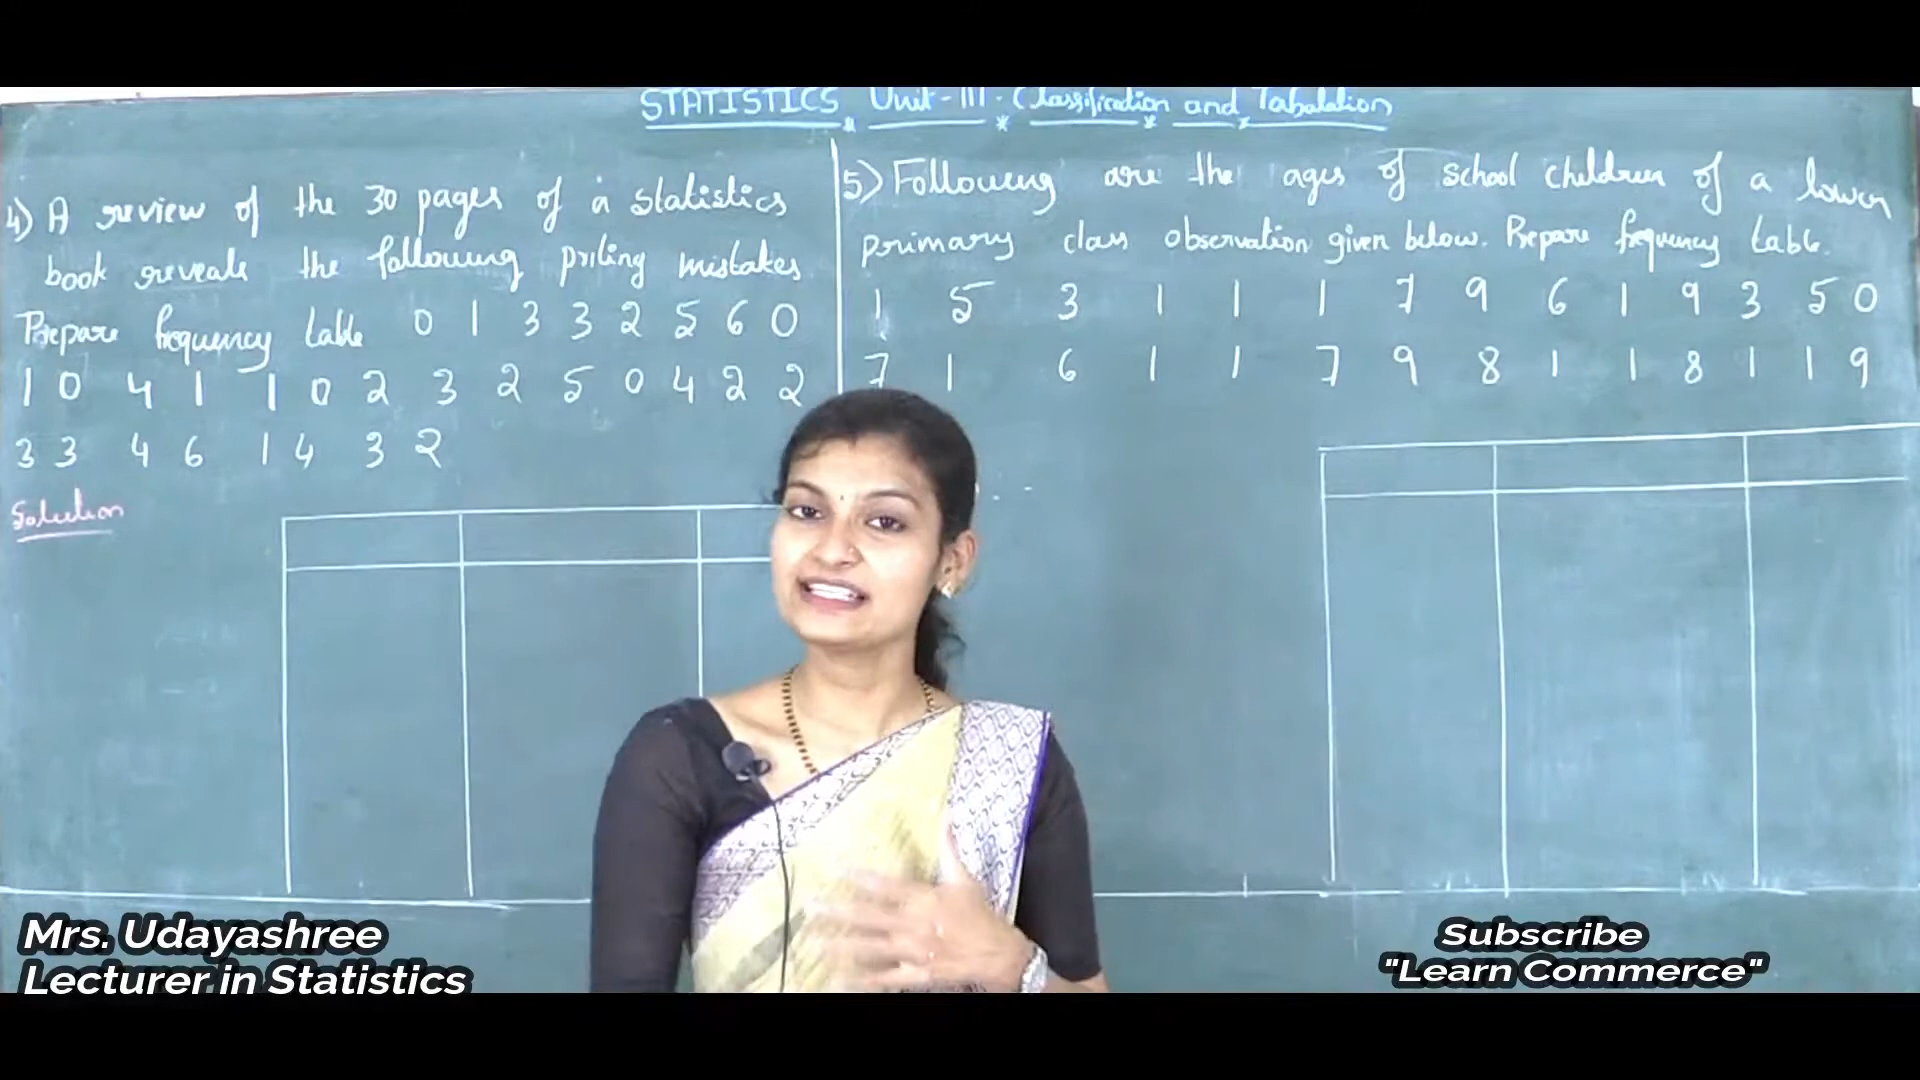 STATISTICS Unit-III-Classification and Tabulation
4) A review of the 30 pages of a statistics
book reveals the following priting mistakes
Prepare frequency table 0 1 3 3 2 5 6 0
1 0 4 1 1 0 2 3 2 5 0 4 2 2
3 3 4 6 1 4 3 2
Solution
5) Following are the ages of school children of a lower
primary class observation given below. Prepare frequency table.
1 5 3 1 1 1 7 9 6 1 9 3 5 0
7 1 6 1 1 7 9 8 1 1 8 1 1 9
Mrs. Udayashree
Lecturer in Statistics
Subscribe
"Learn Commerce"